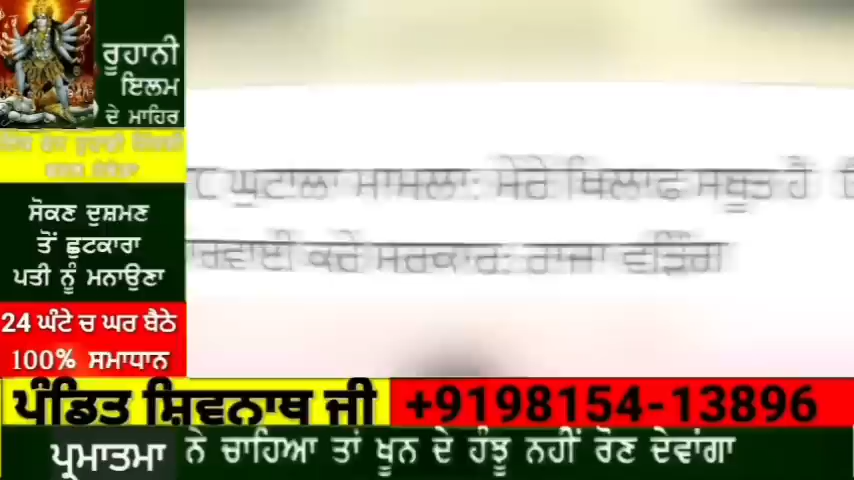 ਰੂਹਾਨੀ
ਇਲਮ
ਦੇ ਮਾਹਿਰ
ਸੋਕਣ ਦੁਸ਼ਮਣ
ਤੋਂ ਛੁਟਕਾਰਾ
ਪਤੀ ਨੂੰ ਮਨਾਉਣਾ
24 ਘੰਟੇ ਚ ਘਰ ਬੈਠੇ
100% ਸਮਾਧਾਨ
C ਘੁਟਾਲਾ ਮਾਮਲਾ: ਮੇਰੇ ਖਿਲਾਫ ਸਬੂਤ ਹੈ
ਾਰਵਾਈ ਕਰੇ ਸਰਕਾਰ: ਰਾਜਾ ਵੜਿੰਗ
ਪੰਡਿਤ ਸ਼ਿਵਨਾਥ ਜੀ +9198154-13896
ਪ੍ਰਮਾਤਮਾ ਨੇ ਚਾਹਿਆ ਤਾਂ ਖੂਨ ਦੇ ਹੰਝੂ ਨਹੀਂ ਰੋਣ ਦੇਵਾਂਗਾ